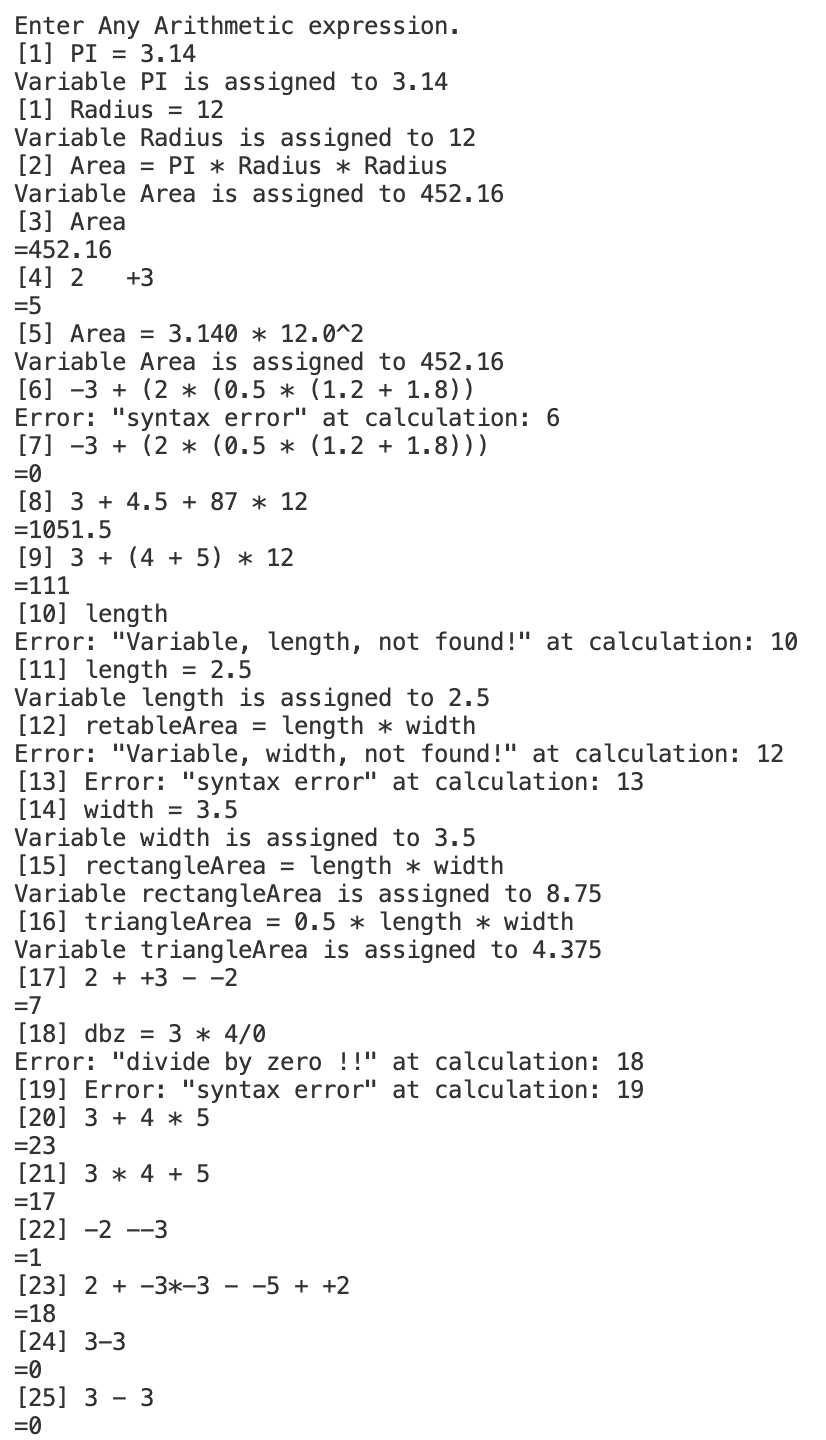 Enter Any Arithmetic expression.
[1] PI = 3.14
Variable PI is assigned to 3.14
[1] Radius = 12
Variable Radius is assigned to 12
[2] Area = PI * Radius * Radius
Variable Area is assigned to 452.16
[3] Area
=452.16
[4] 2   +3
=5
[5] Area = 3.140 * 12.0^2
Variable Area is assigned to 452.16
[6] -3 + (2 * (0.5 * (1.2 + 1.8))
Error: "syntax error" at calculation: 6
[7] -3 + (2 * (0.5 * (1.2 + 1.8)))
=0
[8] 3 + 4.5 + 87 * 12
=1051.5
[9] 3 + (4 + 5) * 12
=111
[10] length
Error: "Variable, length, not found!" at calculation: 10
[11] length = 2.5
Variable length is assigned to 2.5
[12] retableArea = length * width
Error: "Variable, width, not found!" at calculation: 12
[13] Error: "syntax error" at calculation: 13
[14] width = 3.5
Variable width is assigned to 3.5
[15] rectangleArea = length * width
Variable rectangleArea is assigned to 8.75
[16] triangleArea = 0.5 * length * width
Variable triangleArea is assigned to 4.375
[17] 2 + +3 - -2
=7
[18] dbz = 3 * 4/0
Error: "divide by zero !!" at calculation: 18
[19] Error: "syntax error" at calculation: 19
[20] 3 + 4 * 5
=23
[21] 3 * 4 + 5
=17
[22] -2 --3
=1
[23] 2 + -3*-3 - -5 + +2
=18
[24] 3-3
=0
[25] 3 - 3
=0